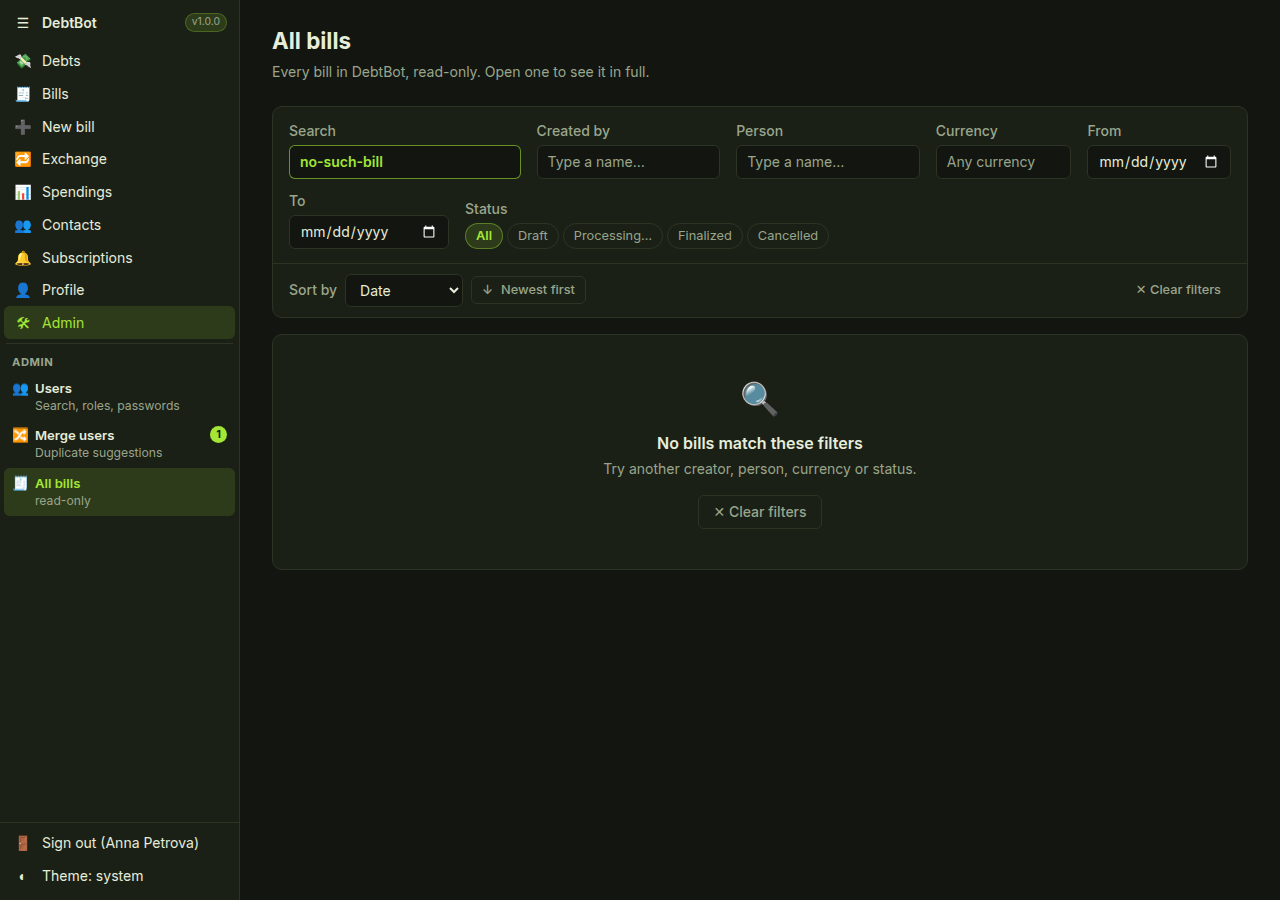 DebtBot
v1.0.0
Debts
Bills
New bill
Exchange
Spendings
Contacts
Subscriptions
Profile
Admin
ADMIN
Users
Search, roles, passwords
Merge users
1
Duplicate suggestions
All bills
read-only
Sign out (Anna Petrova)
Theme: system
All bills
Every bill in DebtBot, read-only. Open one to see it in full.
Search
Created by
Person
Currency
From
no-such-bill
Type a name...
Type a name...
Any currency
mm/dd/yyyy
To
Status
mm/dd/yyyy
All
Draft
Processing...
Finalized
Cancelled
Sort by
Date
↓ Newest first
✕ Clear filters
No bills match these filters
Try another creator, person, currency or status.
✕ Clear filters